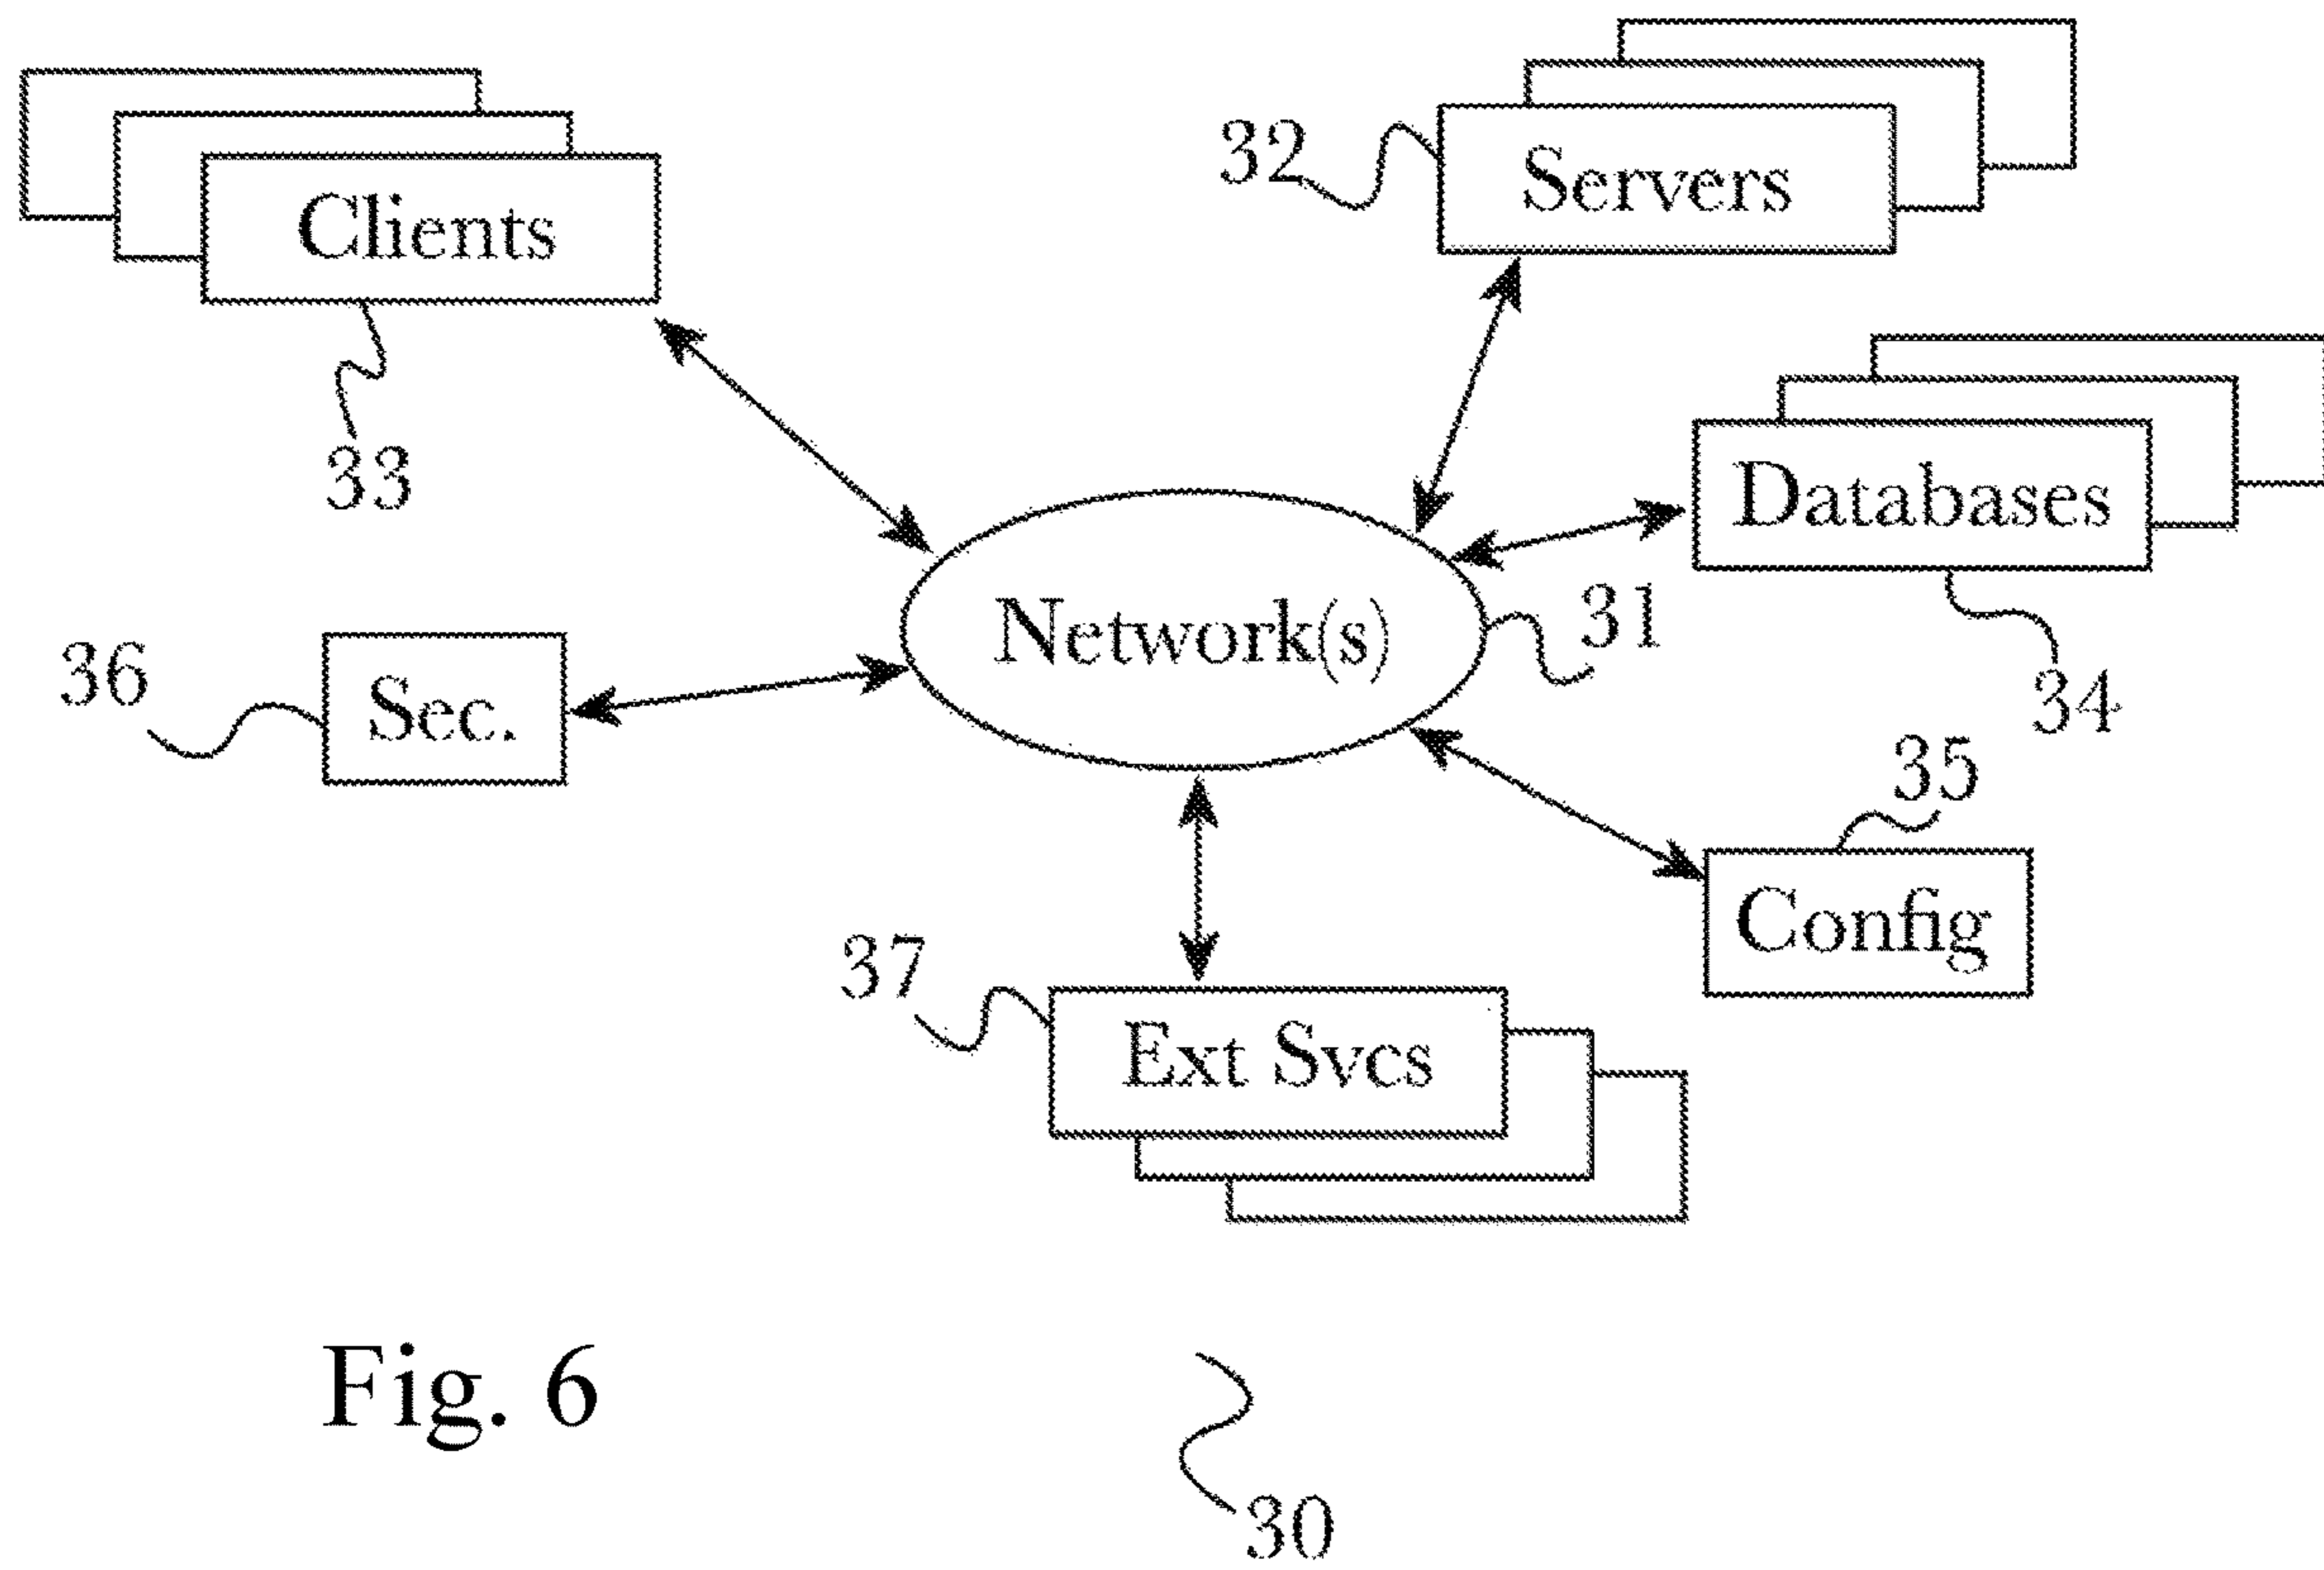 32
Servers
Clients
33
Databases
31
Network(s)
34
36
Sec.
35
Config
37
Ext Svcs
Fig. 6
30